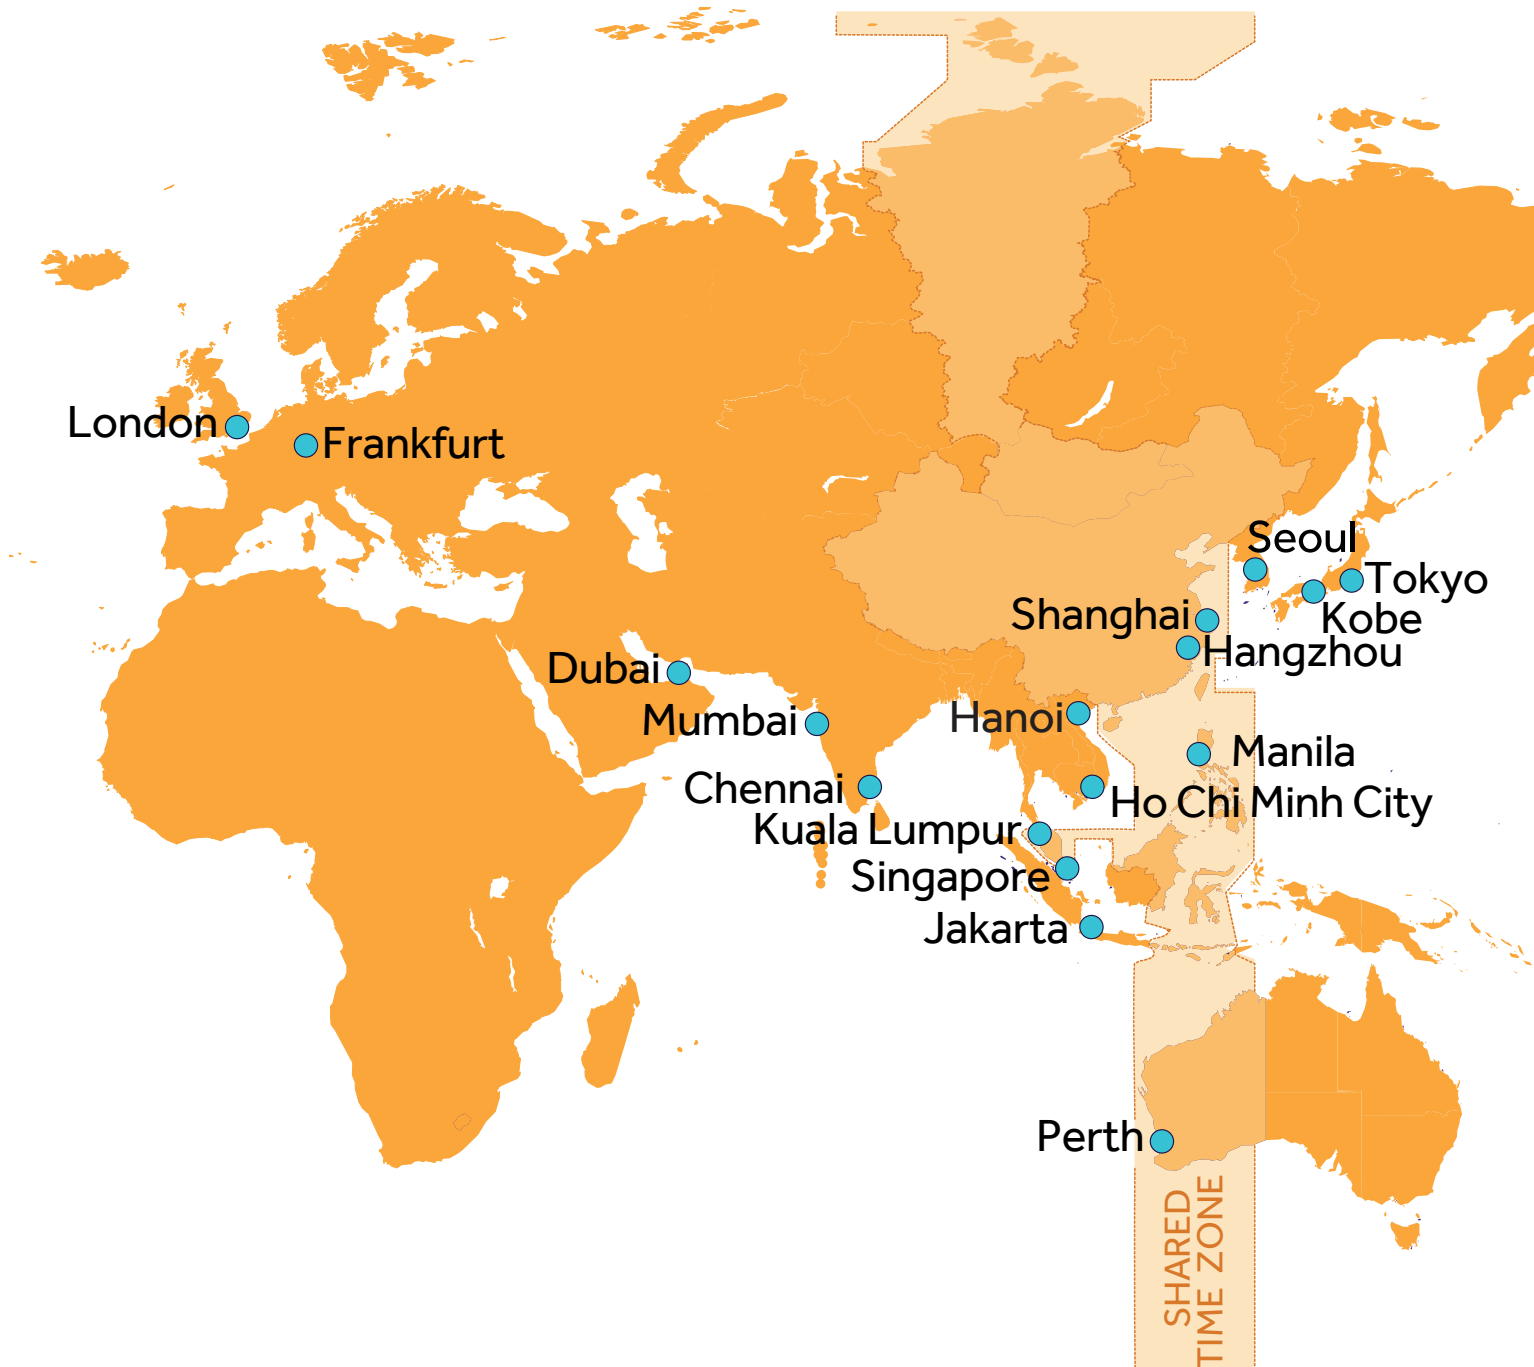 London
Frankfurt
Seoul
Tokyo
Shanghai
Kobe
Hangzhou
Dubai
Mumbai
Hanoi
Manila
Chennai
Ho Chi Minh City
Kuala Lumpur
Singapore
Jakarta
Perth
SHARED
TIME ZONE